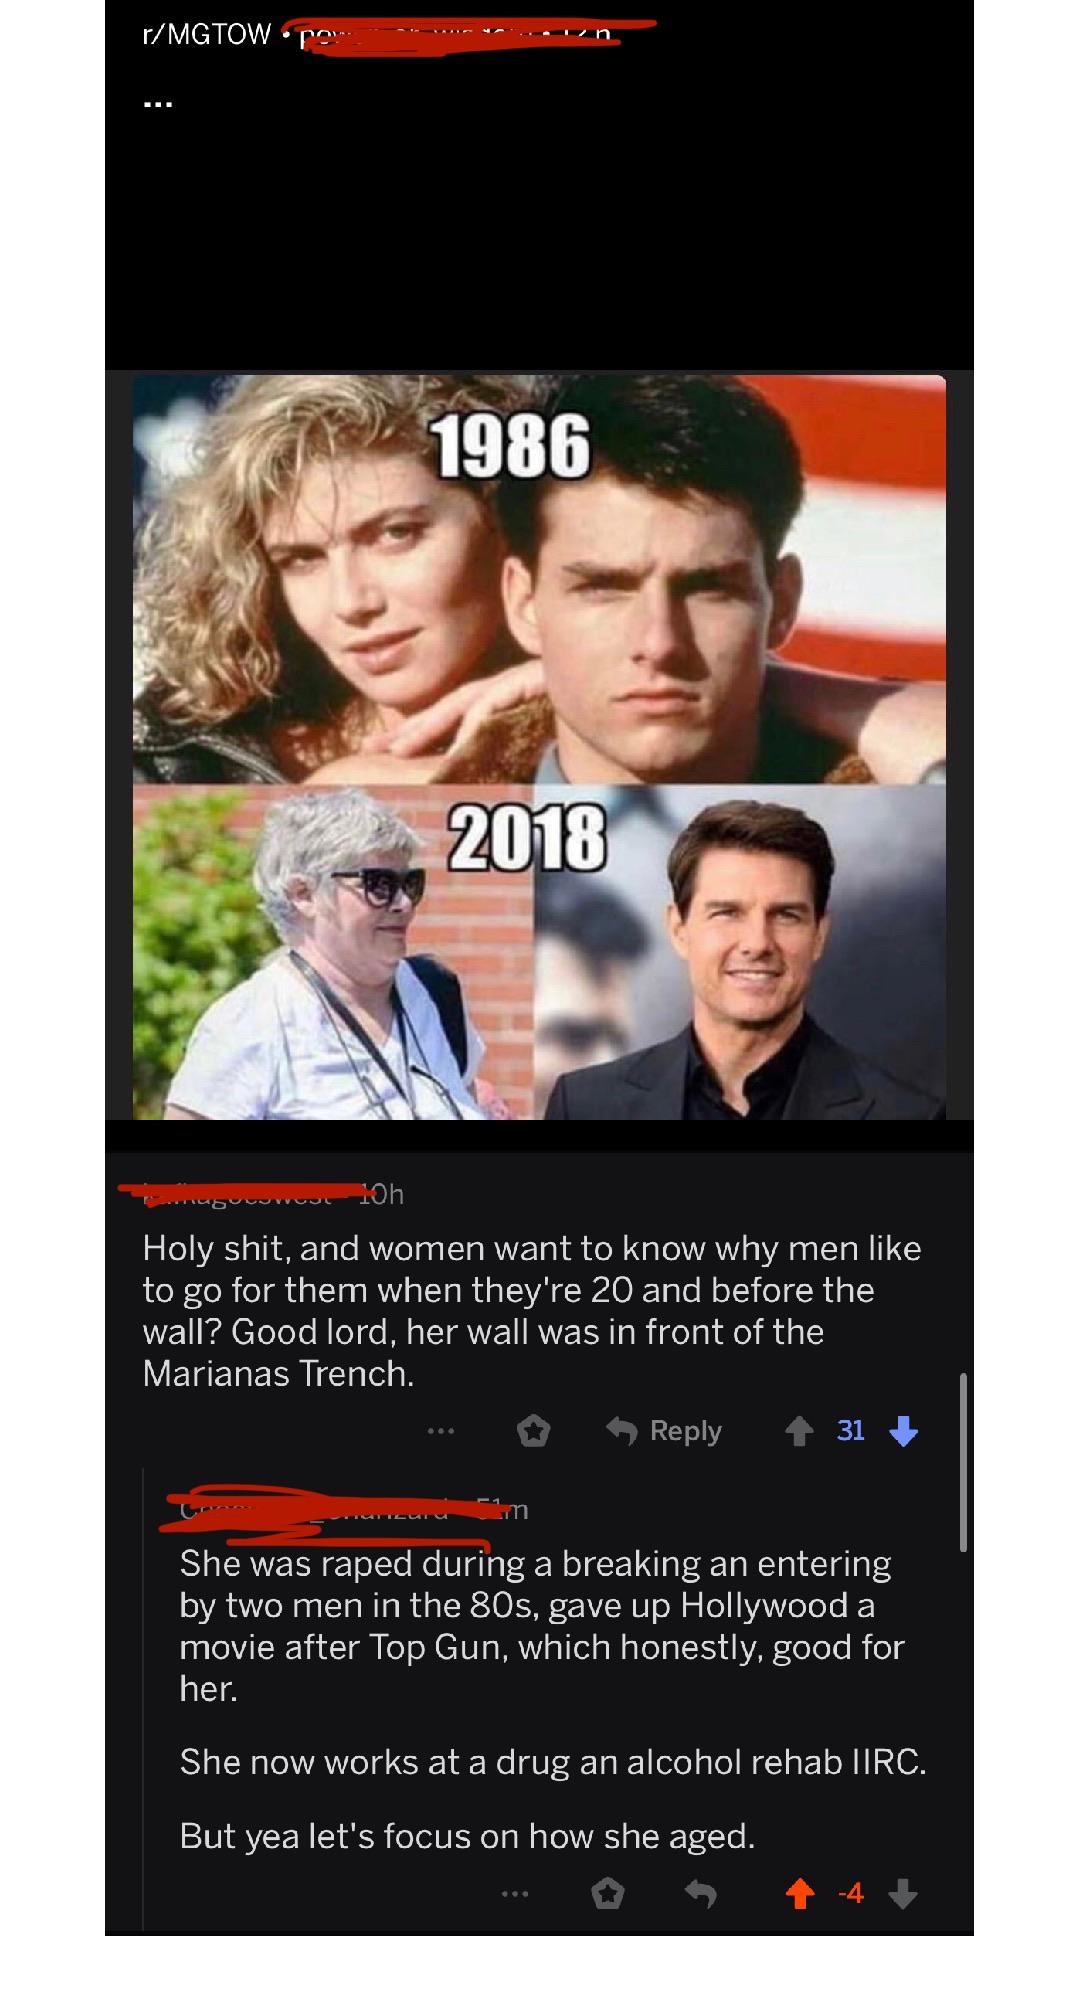 r/MGTOW •
...
1986
2018
10h
Holy shit, and women want to know why men like
to go for them when they're 20 and before the
wall? Good lord, her wall was in front of the
Marianas Trench.
... Reply 31
She was raped during a breaking an entering
by two men in the 80s, gave up Hollywood a
movie after Top Gun, which honestly, good for
her.
She now works at a drug an alcohol rehab IIRC.
But yea let's focus on how she aged.
... -4